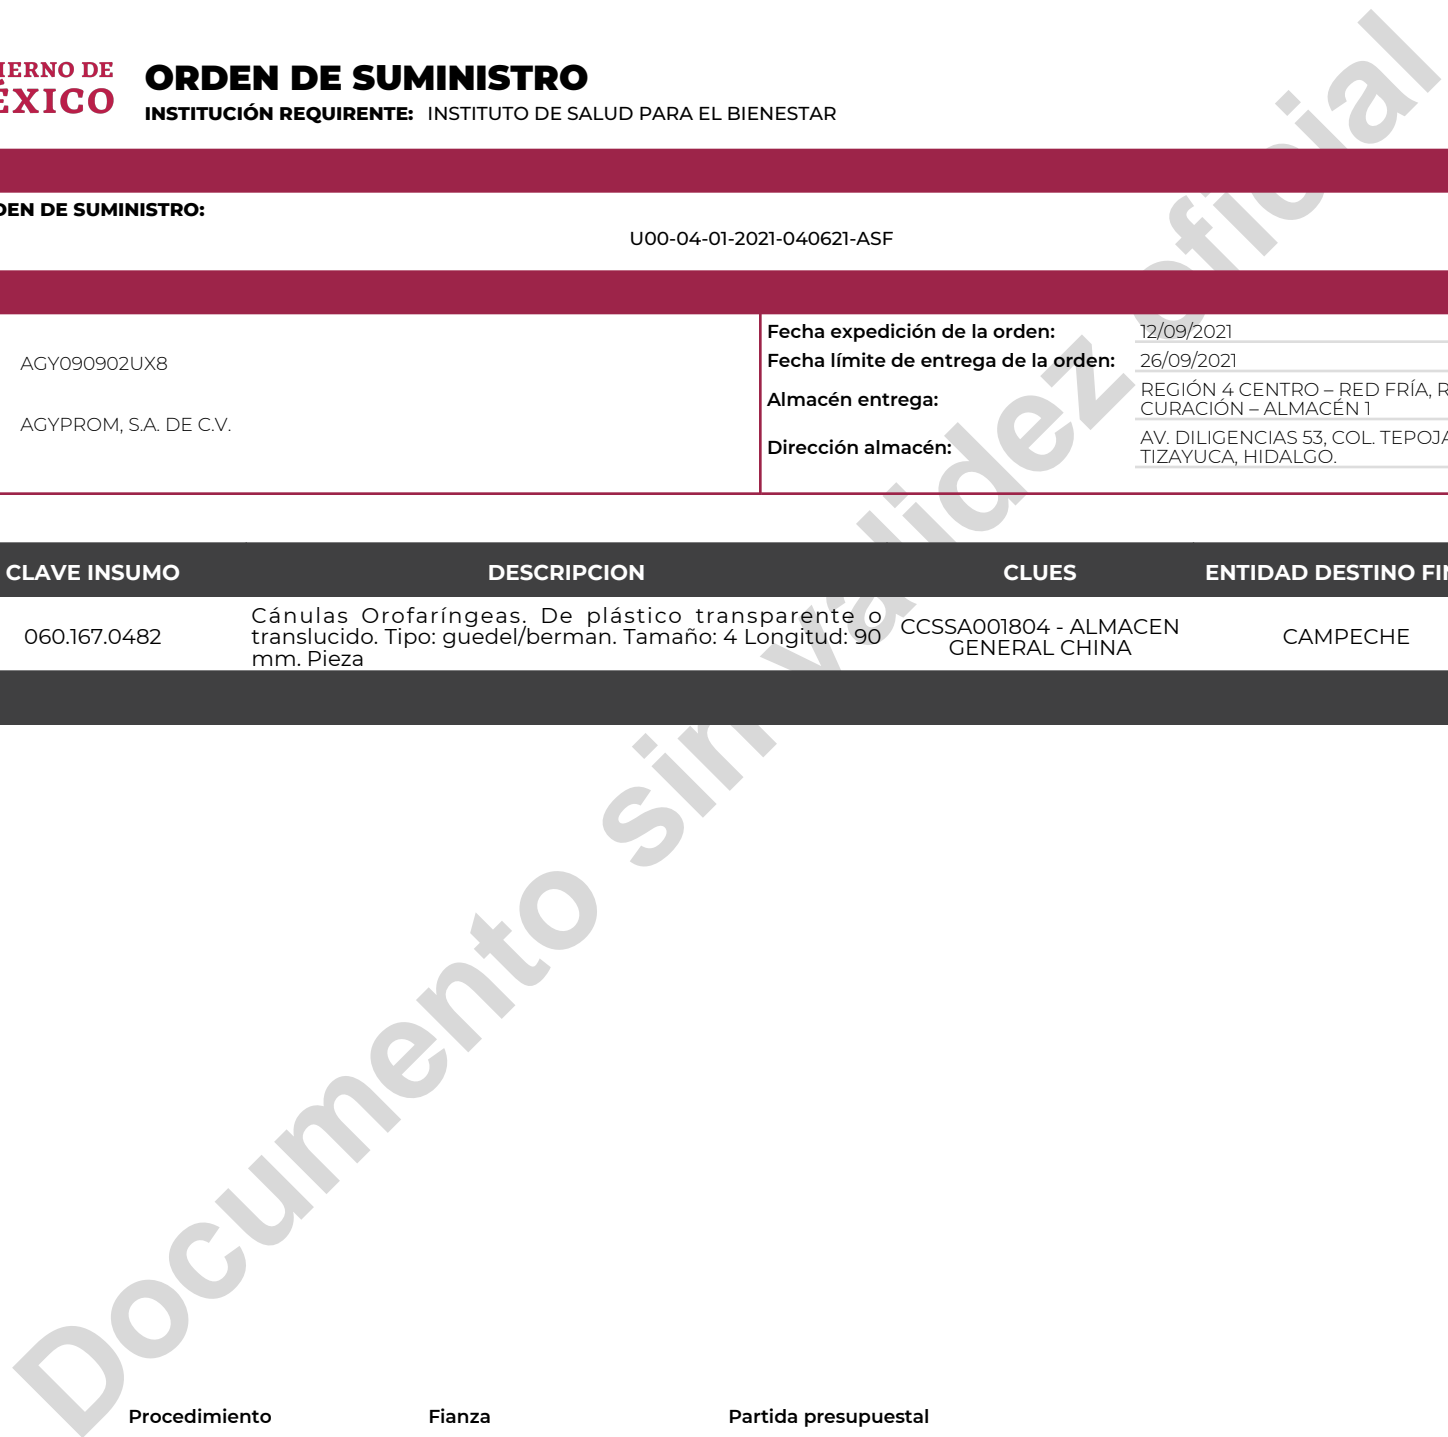 IERNO DE
ÉXICO
ORDEN DE SUMINISTRO
INSTITUCIÓN REQUIRENTE: INSTITUTO DE SALUD PARA EL BIENESTAR
DEN DE SUMINISTRO:
U00-04-01-2021-040621-ASF
AGY090902UX8
AGYPROM, S.A. DE C.V.
Fecha expedición de la orden: 12/09/2021
Fecha límite de entrega de la orden: 26/09/2021
Almacén entrega: REGIÓN 4 CENTRO – RED FRÍA, R
CURACIÓN – ALMACÉN 1
Dirección almacén: AV. DILIGENCIAS 53, COL. TEPOJA
TIZAYUCA, HIDALGO.
CLAVE INSUMO DESCRIPCION CLUES ENTIDAD DESTINO FIN
060.167.0482
Cánulas Orofaríngeas. De plástico transparente o
translucido. Tipo: guedel/berman. Tamaño: 4 Longitud: 90
mm. Pieza
CCSSA001804 - ALMACEN
GENERAL CHINA
CAMPECHE
Documento sin validez oficial
Procedimiento Fianza Partida presupuestal